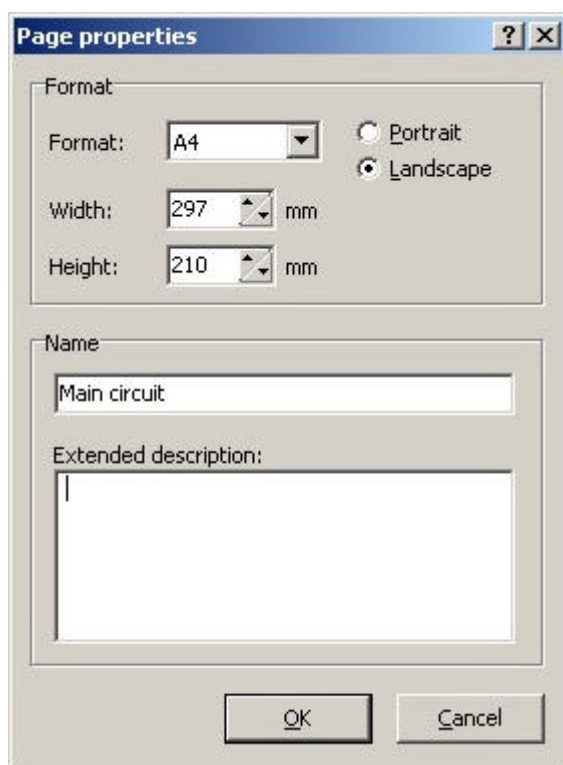 Page properties
Format
Format: A4
Portrait
Landscape
Width: 297 mm
Height: 210 mm
Name
Main circuit
Extended description:
OK Cancel